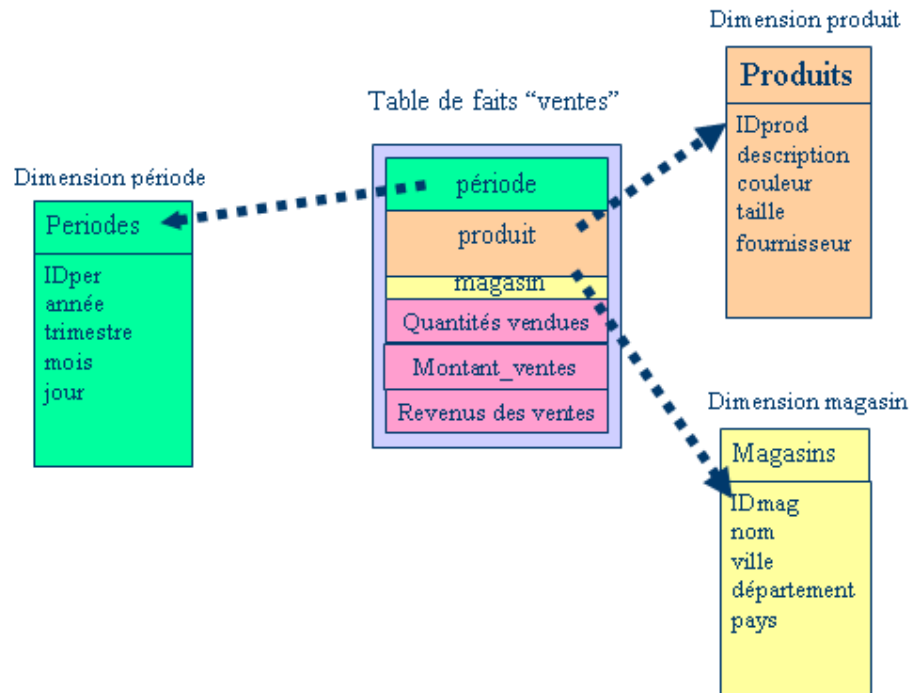 Dimension produit
Produits
IDprod
description
couleur
taille
fournisseur
Table de faits “ventes”
période
produit
magasin
Quantités vendues
Montant_ventes
Revenus des ventes
Dimension période
Periodes
IDper
année
trimestre
mois
jour
Dimension magasin
Magasins
IDmag
nom
ville
département
pays